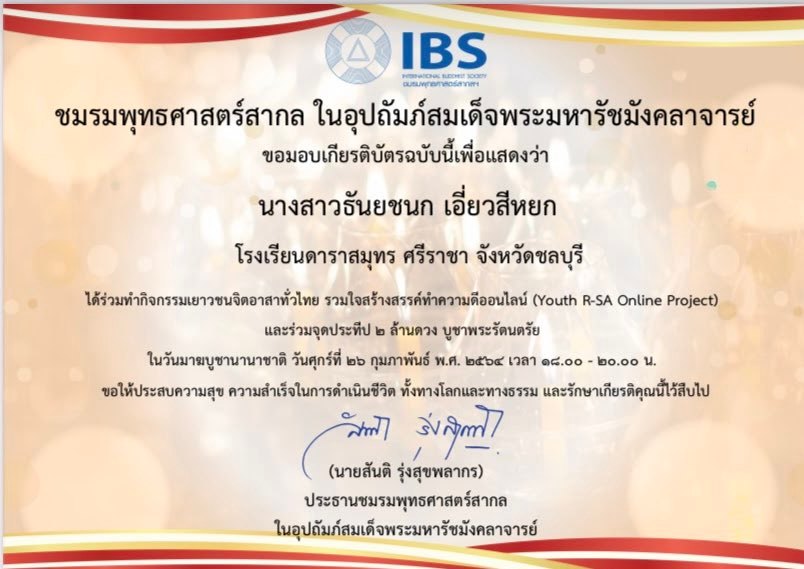 IBS
INTERNATIONAL BUDDHIST SOCIETY
ชมรมพุทธศาสตร์สากลฯ
ชมรมพุทธศาสตร์สากล ในอุปถัมภ์สมเด็จพระมหารัชมังคลาจารย์
ขอมอบเกียรติบัตรฉบับนี้เพื่อแสดงว่า
นางสาวธันยชนก เอี่ยวสีหยก
โรงเรียนดาราสมุทร ศรีราชา จังหวัดชลบุรี
ได้ร่วมทำกิจกรรมเยาวชนจิตอาสาทั่วไทย รวมใจสร้างสรรค์ทำความดีออนไลน์ (Youth R-SA Online Project)
และร่วมจุดประทีป ๒ ล้านดวง บูชาพระรัตนตรัย
ในวันมาฆบูชานานาชาติ วันศุกร์ที่ ๒๖ กุมภาพันธ์ พ.ศ. ๒๕๖๔ เวลา ๑๘.๐๐ - ๒๐.๐๐ น.
ขอให้ประสบความสุข ความสำเร็จในการดำเนินชีวิต ทั้งทางโลกและทางธรรม และรักษาเกียรติคุณนี้ไว้สืบไป
(นายสันติ รุ่งสุขพลากร)
ประธานชมรมพุทธศาสตร์สากล
ในอุปถัมภ์สมเด็จพระมหารัชมังคลาจารย์